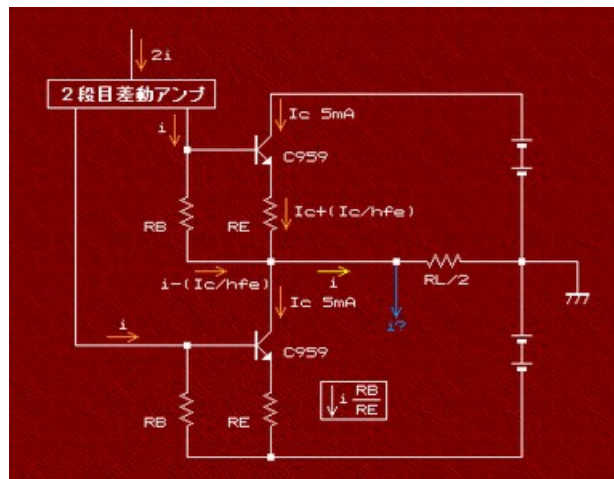 2i
2段目差動アンプ
i
Ic 5mA
C959
RB
RE
Ic+(Ic/hfe)
i-(Ic/hfe)
i
RL/2
Ic 5mA
i?
i
C959
RB
RE
i RB/RE